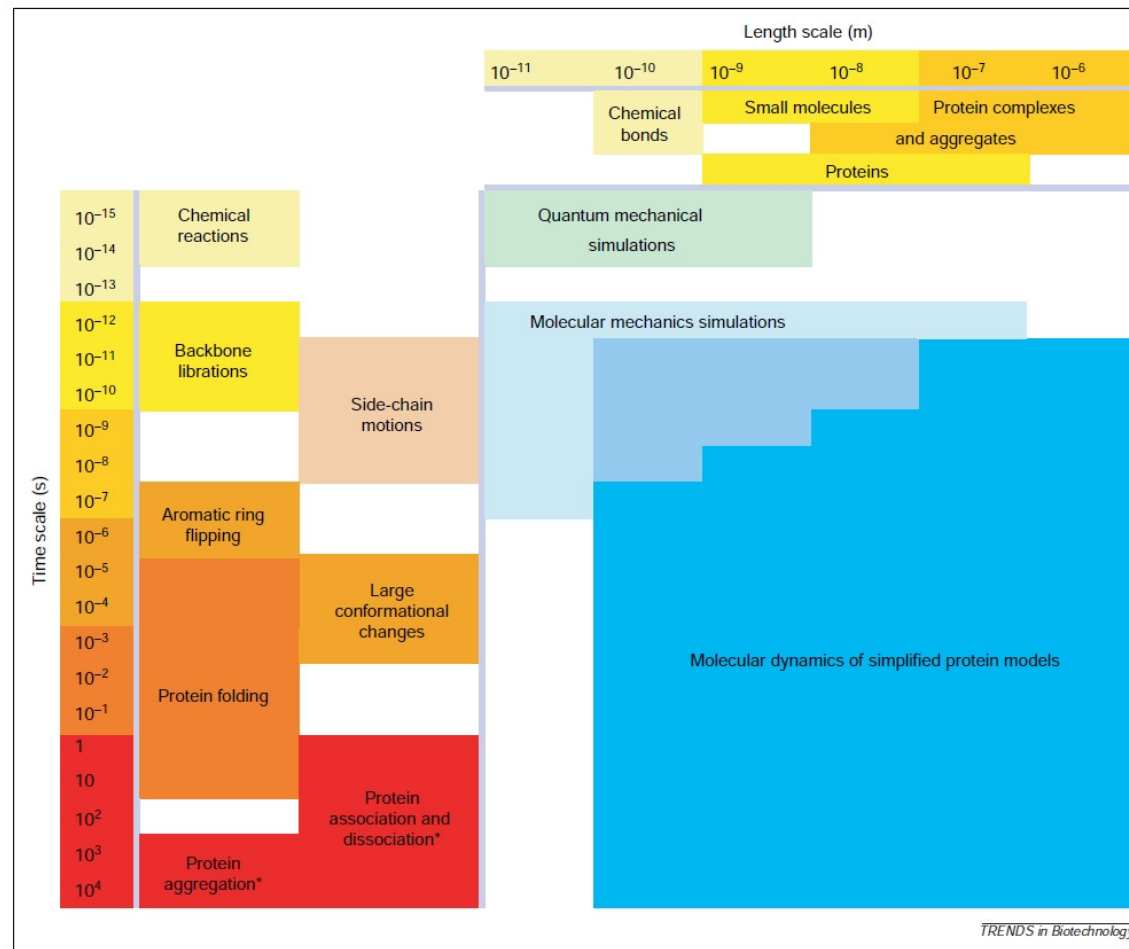 Length scale (m)
10⁻¹¹ 10⁻¹⁰ 10⁻⁹ 10⁻⁸ 10⁻⁷ 10⁻⁶
Chemical
bonds
Small molecules
Protein complexes
and aggregates
Proteins
Time scale (s)
10⁻¹⁵
10⁻¹⁴
10⁻¹³
10⁻¹²
10⁻¹¹
10⁻¹⁰
10⁻⁹
10⁻⁸
10⁻⁷
10⁻⁶
10⁻⁵
10⁻⁴
10⁻³
10⁻²
10⁻¹
1
10
10²
10³
10⁴
Chemical
reactions
Backbone
librations
Side-chain
motions
Aromatic ring
flipping
Large
conformational
changes
Protein folding
Protein
association and
dissociation*
Protein
aggregation*
Quantum mechanical
simulations
Molecular mechanics simulations
Molecular dynamics of simplified protein models
TRENDS in Biotechnology